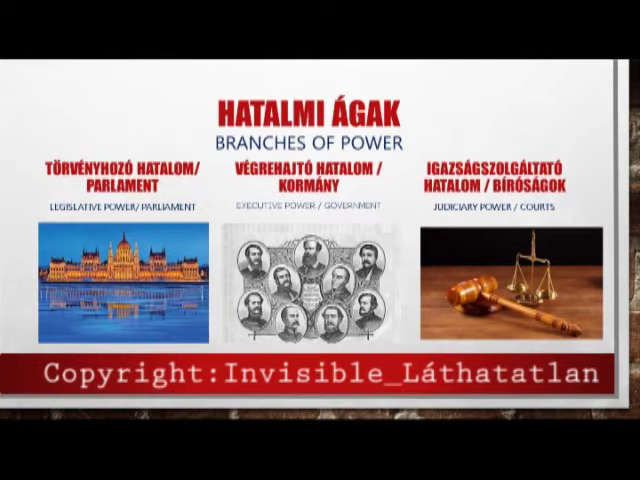 HATALMI ÁGAK
BRANCHES OF POWER
TÖRVÉNYHOZÓ HATALOM/
PARLAMENT
LEGISLATIVE POWER/ PARLIAMENT
VÉGREHAJTÓ HATALOM /
KORMÁNY
EXECUTIVE POWER / GOVERNMENT
IGAZSÁGSZOLGÁLTATÓ
HATALOM / BÍRÓSÁGOK
JUDICIARY POWER / COURTS
Copyright:Invisible_Láthatatlan